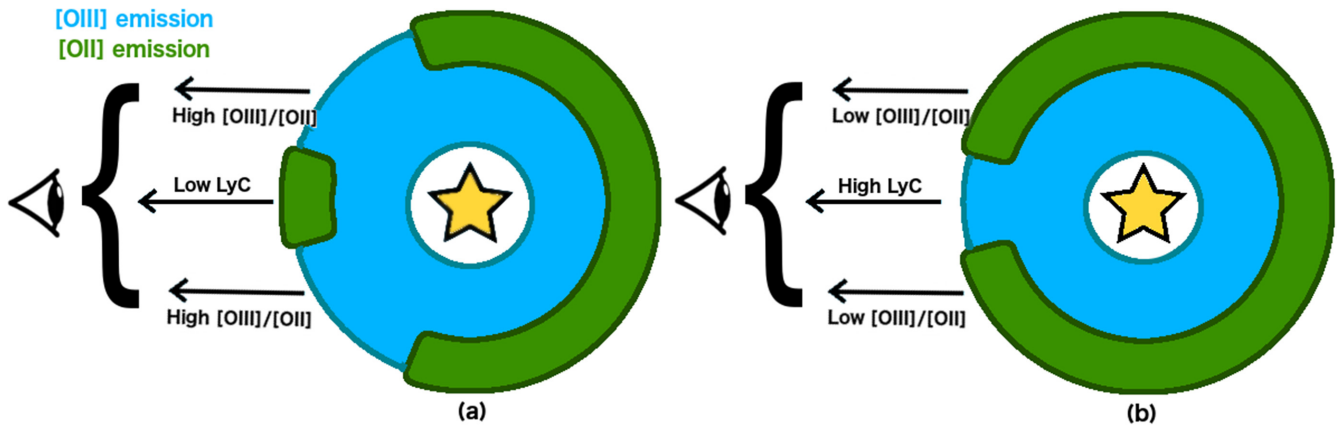 [OIII] emission
[OII] emission
High [OIII]/[OII]
Low LyC
High [OIII]/[OII]
(a)
Low [OIII]/[OII]
High LyC
Low [OIII]/[OII]
(b)